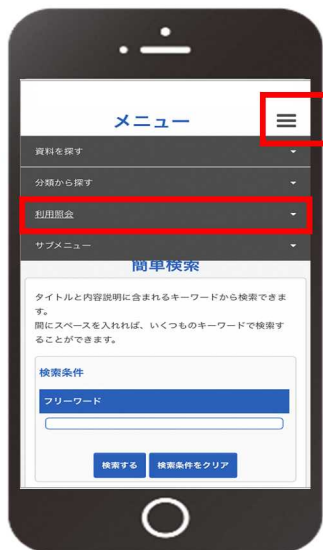 メニュー
資料を探す
分類から探す
利用照会
サブメニュー
簡単検索
タイトルと内容説明に含まれるキーワードから検索できま
す。
間にスペースを入れれば、いくつものキーワードで検索す
ることができます。
検索条件
フリーワード
検索する 検索条件をクリア